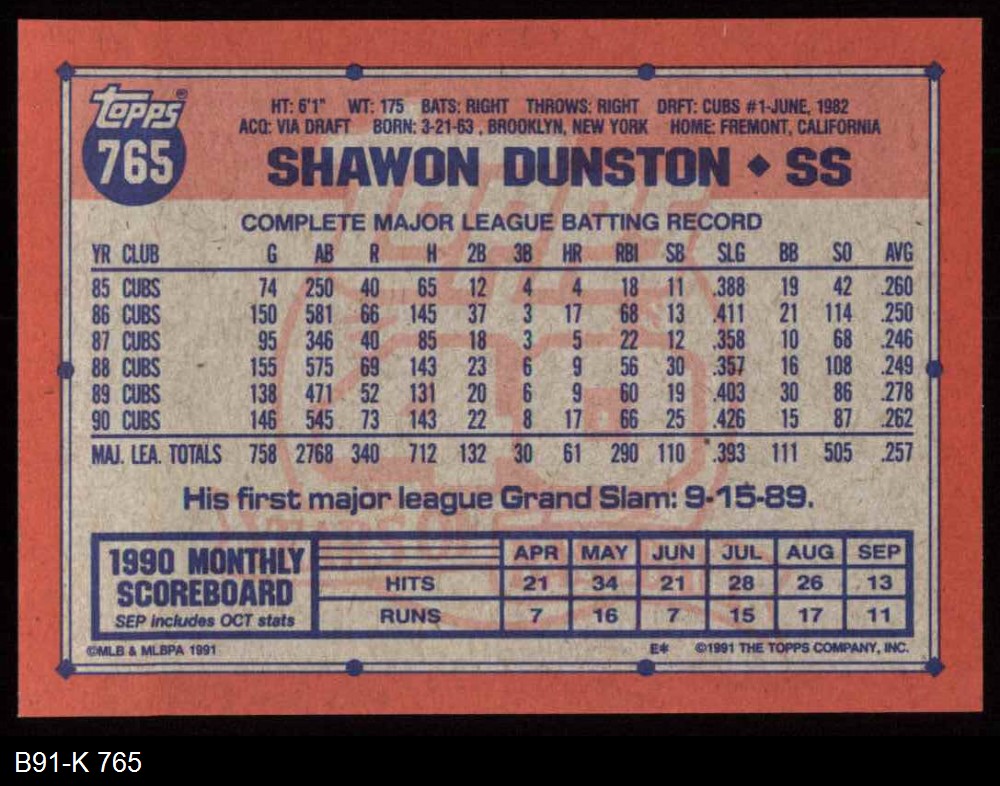 TOPPS®
765
HT: 6'1" WT: 175 BATS: RIGHT THROWS: RIGHT DRFT: CUBS #1-JUNE, 1982
ACQ: VIA DRAFT BORN: 3-21-63 , BROOKLYN, NEW YORK HOME: FREMONT, CALIFORNIA
SHAWON DUNSTON ◆ SS
COMPLETE MAJOR LEAGUE BATTING RECORD
YR CLUB G AB R H 2B 3B HR RBI SB SLG BB SO AVG
85 CUBS 74 250 40 65 12 4 4 18 11 .388 19 42 .260
86 CUBS 150 581 66 145 37 3 17 68 13 .411 21 114 .250
87 CUBS 95 346 40 85 18 3 5 22 12 .358 10 68 .246
88 CUBS 155 575 69 143 23 6 9 56 30 .357 16 108 .249
89 CUBS 138 471 52 131 20 6 9 60 19 .403 30 86 .278
90 CUBS 146 545 73 143 22 8 17 66 25 .426 15 87 .262
MAJ. LEA. TOTALS 758 2768 340 712 132 30 61 290 110 .393 111 505 .257
His first major league Grand Slam: 9-15-89.
1990 MONTHLY
SCOREBOARD
SEP includes OCT stats
APR MAY JUN JUL AUG SEP
HITS 21 34 21 28 26 13
RUNS 7 16 7 15 17 11
©MLB & MLBPA 1991 E* ©1991 THE TOPPS COMPANY, INC.
B91-K 765